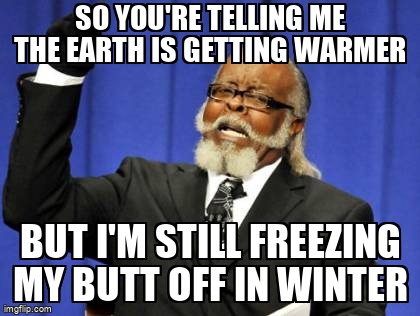 SO YOU'RE TELLING ME
THE EARTH IS GETTING WARMER
BUT I'M STILL FREEZING
MY BUTT OFF IN WINTER
imgflip.com